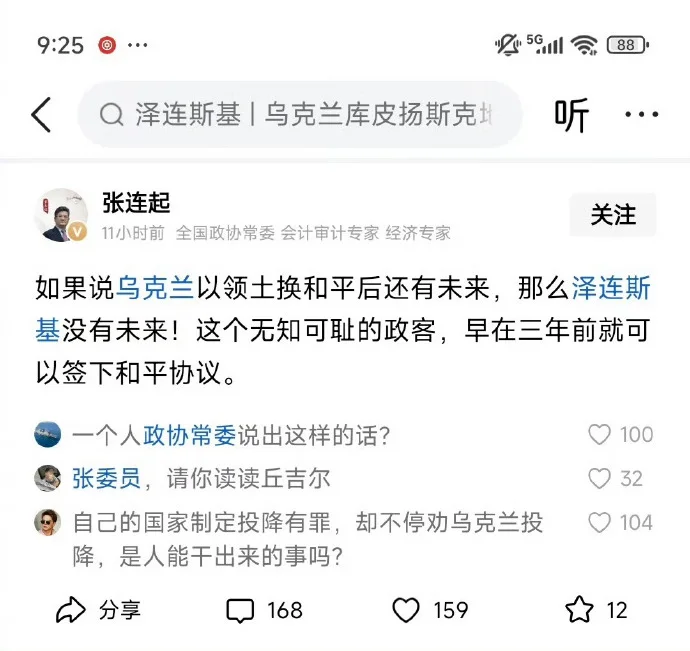 9:25
5G
88
泽连斯基 | 乌克兰库皮扬斯克
听
张连起
11小时前 全国政协常委 会计审计专家 经济专家
关注
如果说乌克兰以领土换和平后还有未来，那么泽连斯
基没有未来！这个无知可耻的政客，早在三年前就可
以签下和平协议。
一个人政协常委说出这样的话？
100
张委员，请你读读丘吉尔
32
自己的国家制定投降有罪，却不停劝乌克兰投
104
降，是人能干出来的事吗？
分享
168
159
12